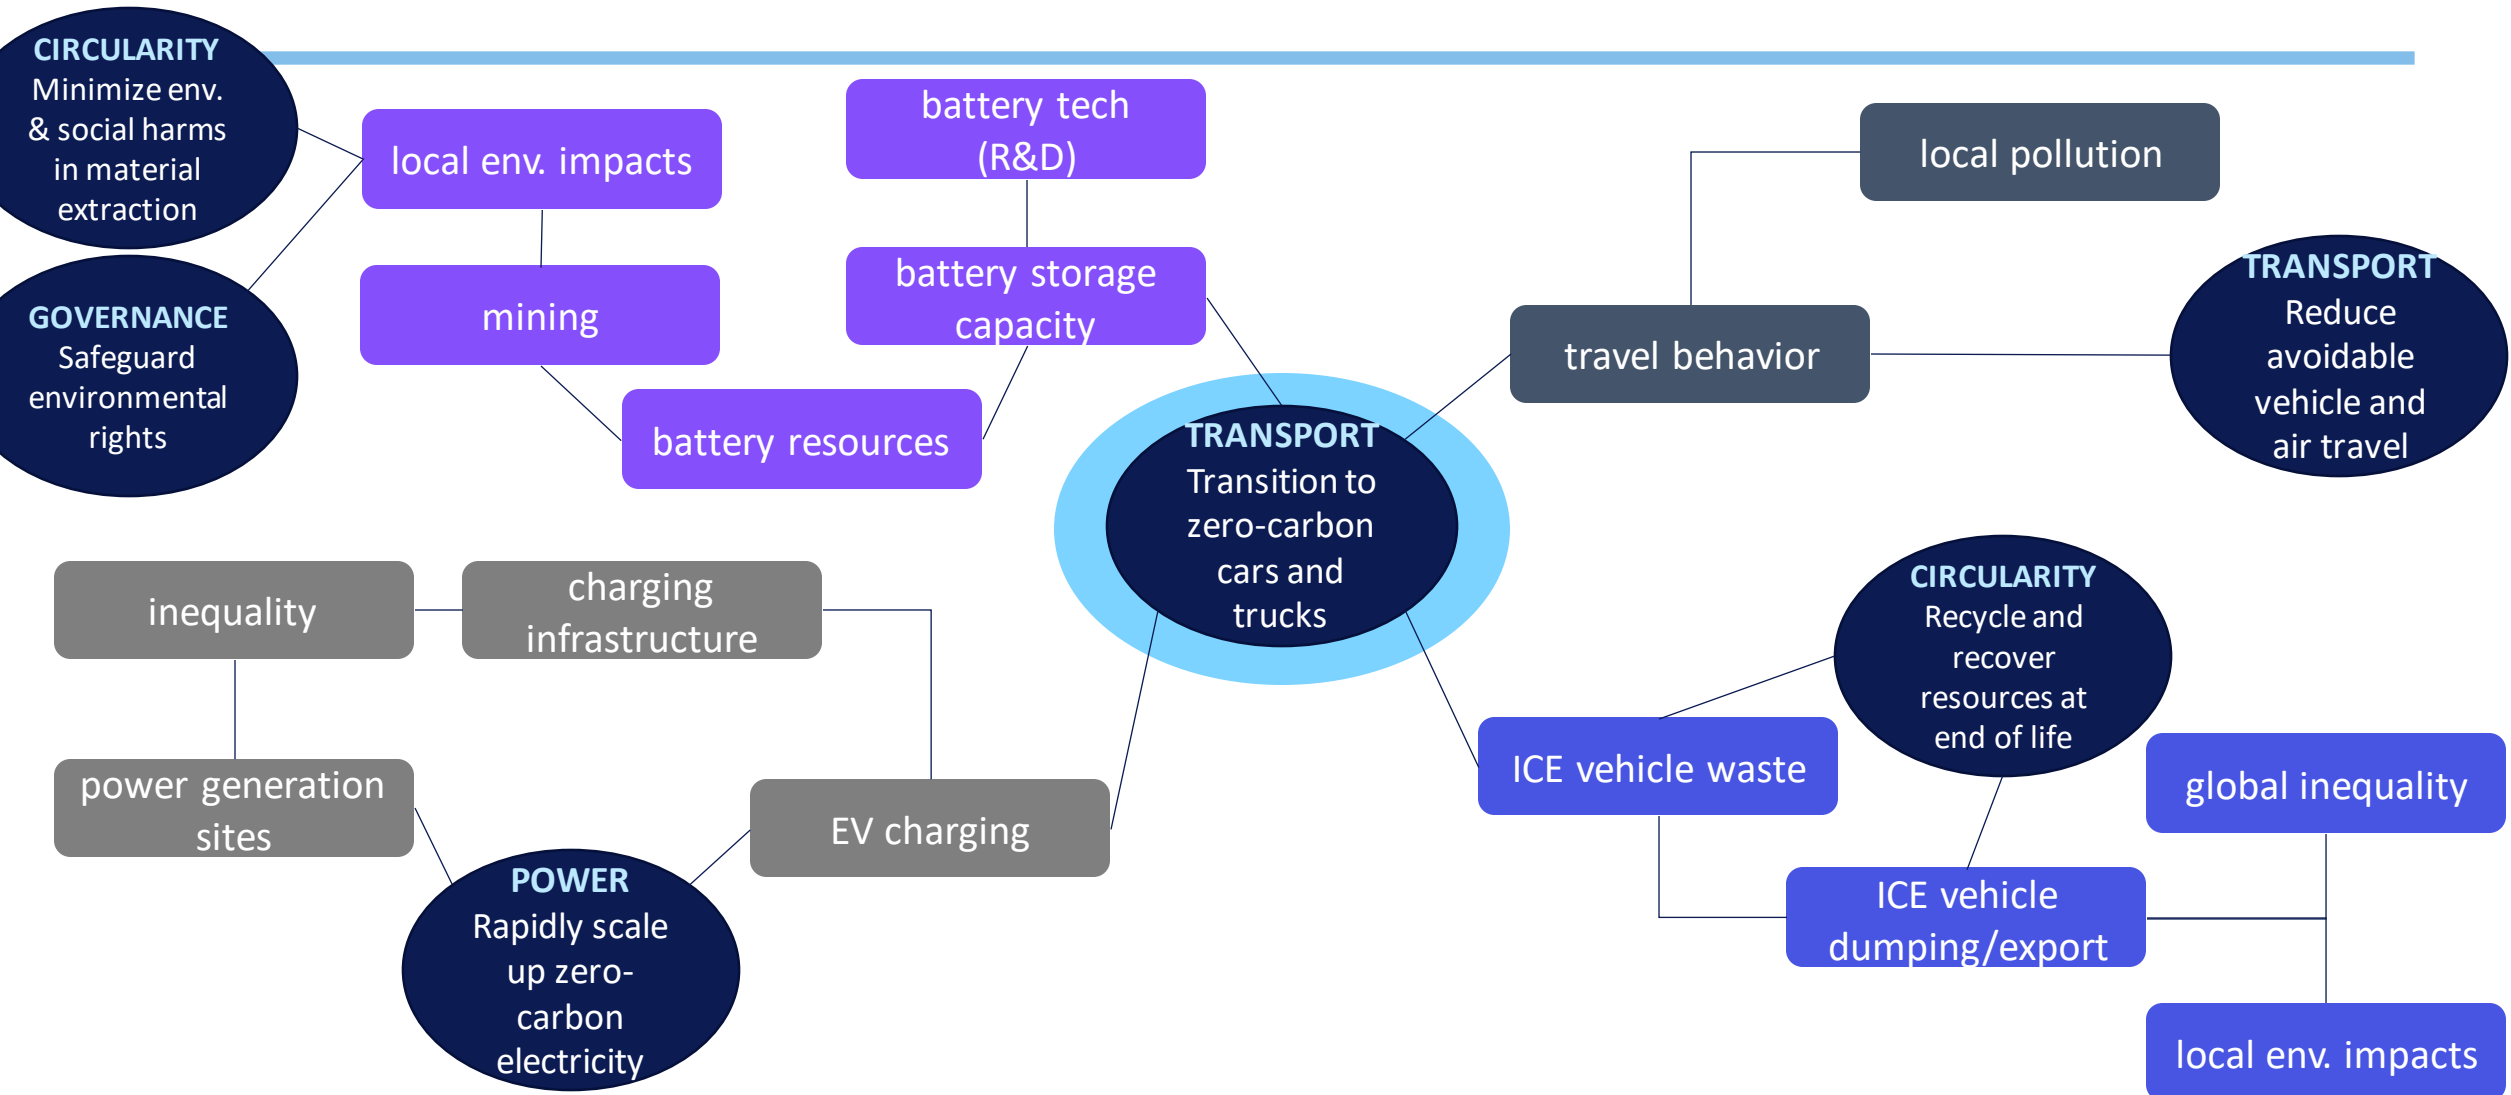 CIRCULARITY
Minimize env.
& social harms
in material
extraction
GOVERNANCE
Safeguard
environmental
rights
local env. impacts
mining
battery resources
battery tech
(R&D)
battery storage
capacity
local pollution
travel behavior
TRANSPORT
Reduce
avoidable
vehicle and
air travel
TRANSPORT
Transition to
zero-carbon
cars and
trucks
inequality
charging
infrastructure
power generation
sites
EV charging
POWER
Rapidly scale
up zero-
carbon
electricity
CIRCULARITY
Recycle and
recover
resources at
end of life
ICE vehicle waste
ICE vehicle
dumping/export
global inequality
local env. impacts